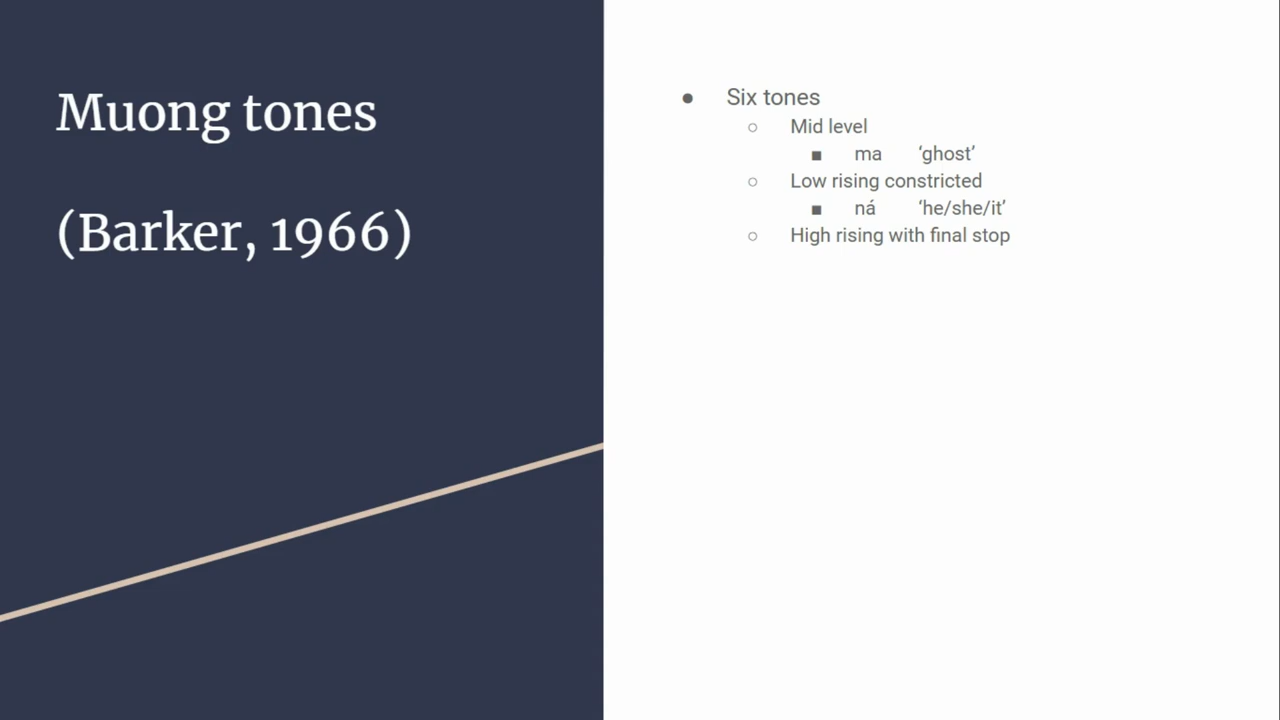 Muong tones
(Barker, 1966)
● Six tones
○ Mid level
■ ma ‘ghost’
○ Low rising constricted
■ ná ‘he/she/it’
○ High rising with final stop